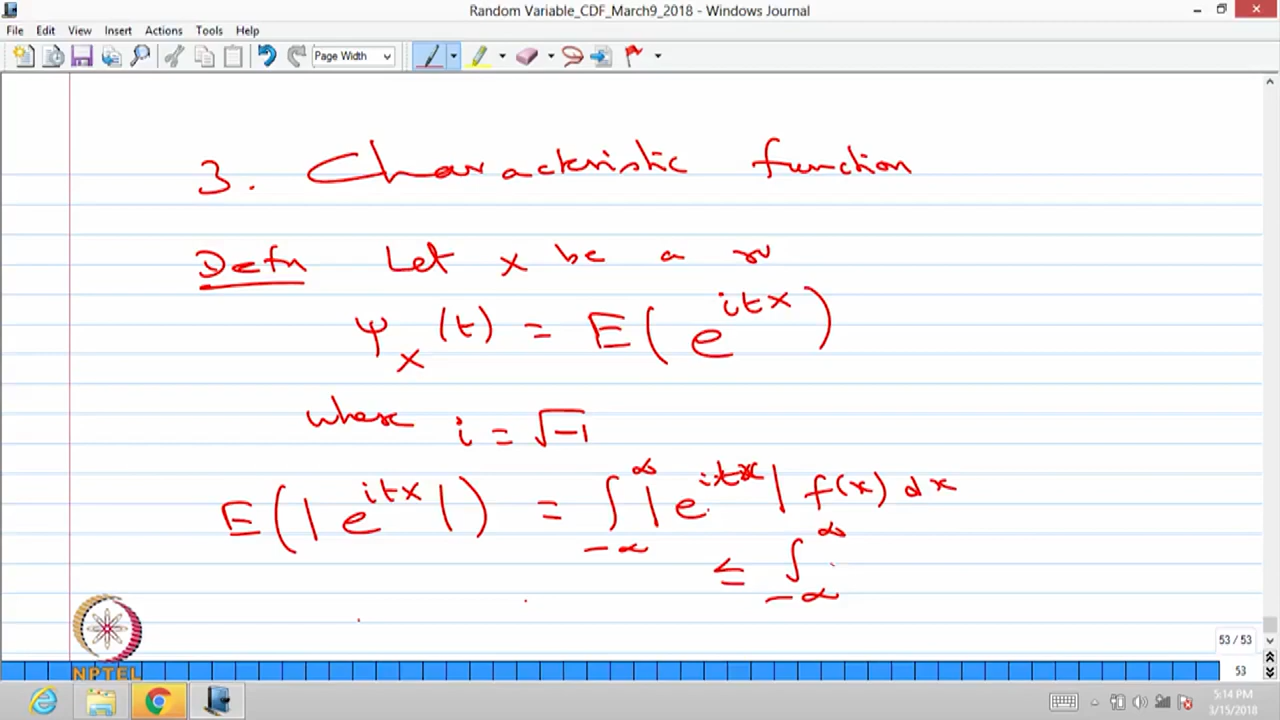 Random Variable_CDF_March9_2018 - Windows Journal
File Edit View Insert Actions Tools Help
Page Width
3. Characteristic function
Defn Let x be a rv
ψ_X (t) = E(e^{itx})
where i = √-1
E(|e^{itx}|) = ∫_{-∞}^{∞} |e^{itx}| f(x) dx
≤ ∫_{-∞}^{∞}
53 / 53
NPTEL
53
5:14 PM
3/15/2018